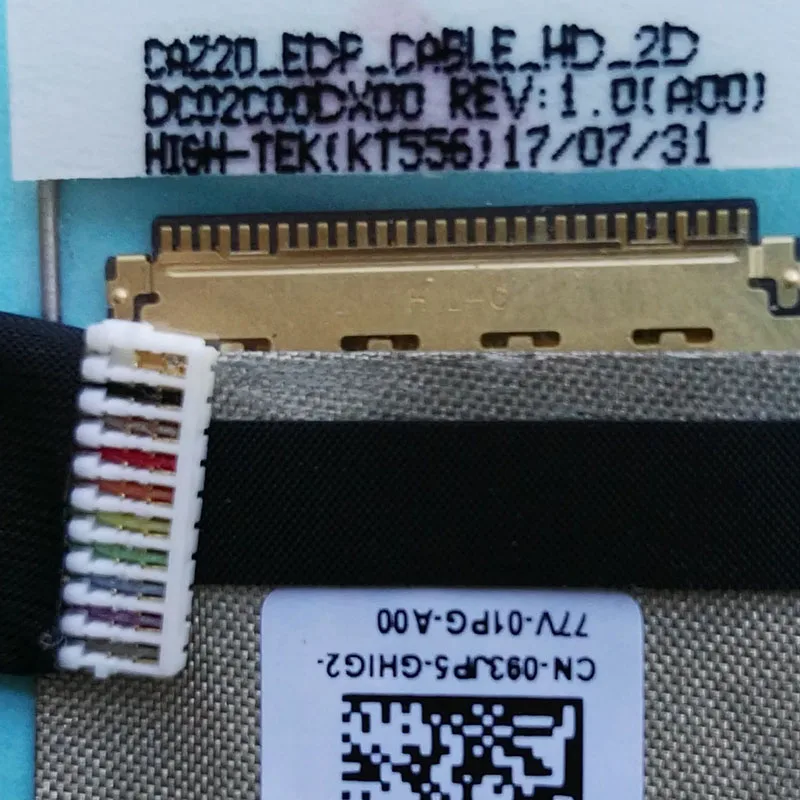 CAZ20_EDP_CABLE_HD_2D
DC02C00DX00 REV:1.0(A00)
HIGH-TEK(KT556)17/07/31
CN-093JP5-GHIG2-
77V-01PG-A00